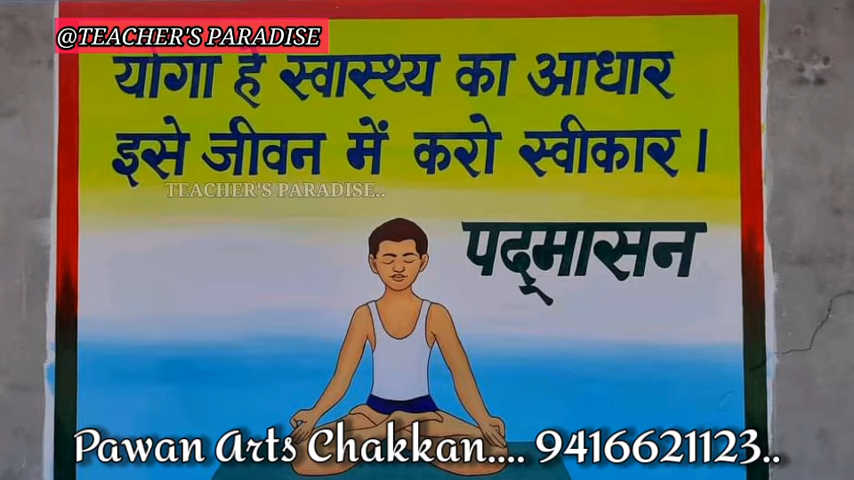 @TEACHER'S PARADISE
योगा है स्वास्थ्य का आधार
इसे जीवन में करो स्वीकार।
TEACHER'S PARADISE..
पद्मासन
Pawan Arts Chakkan.... 9416621123..